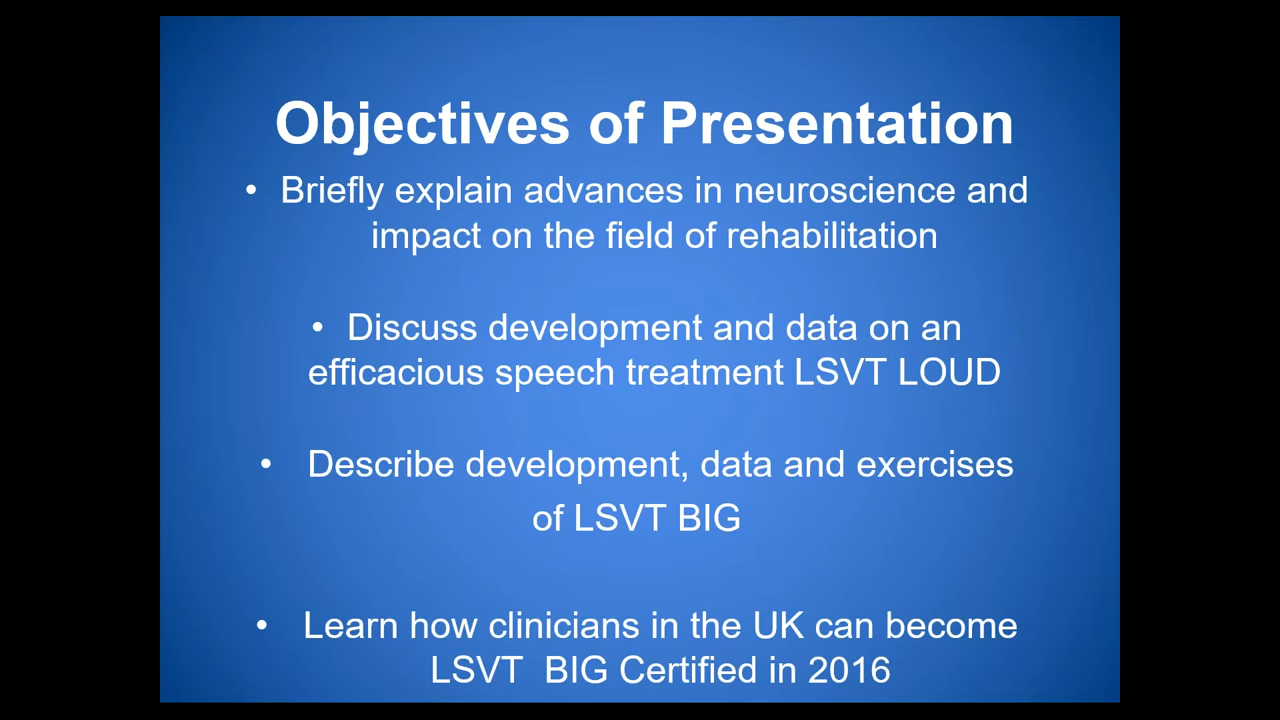 Objectives of Presentation
• Briefly explain advances in neuroscience and
impact on the field of rehabilitation
• Discuss development and data on an
efficacious speech treatment LSVT LOUD
• Describe development, data and exercises
of LSVT BIG
• Learn how clinicians in the UK can become
LSVT  BIG Certified in 2016